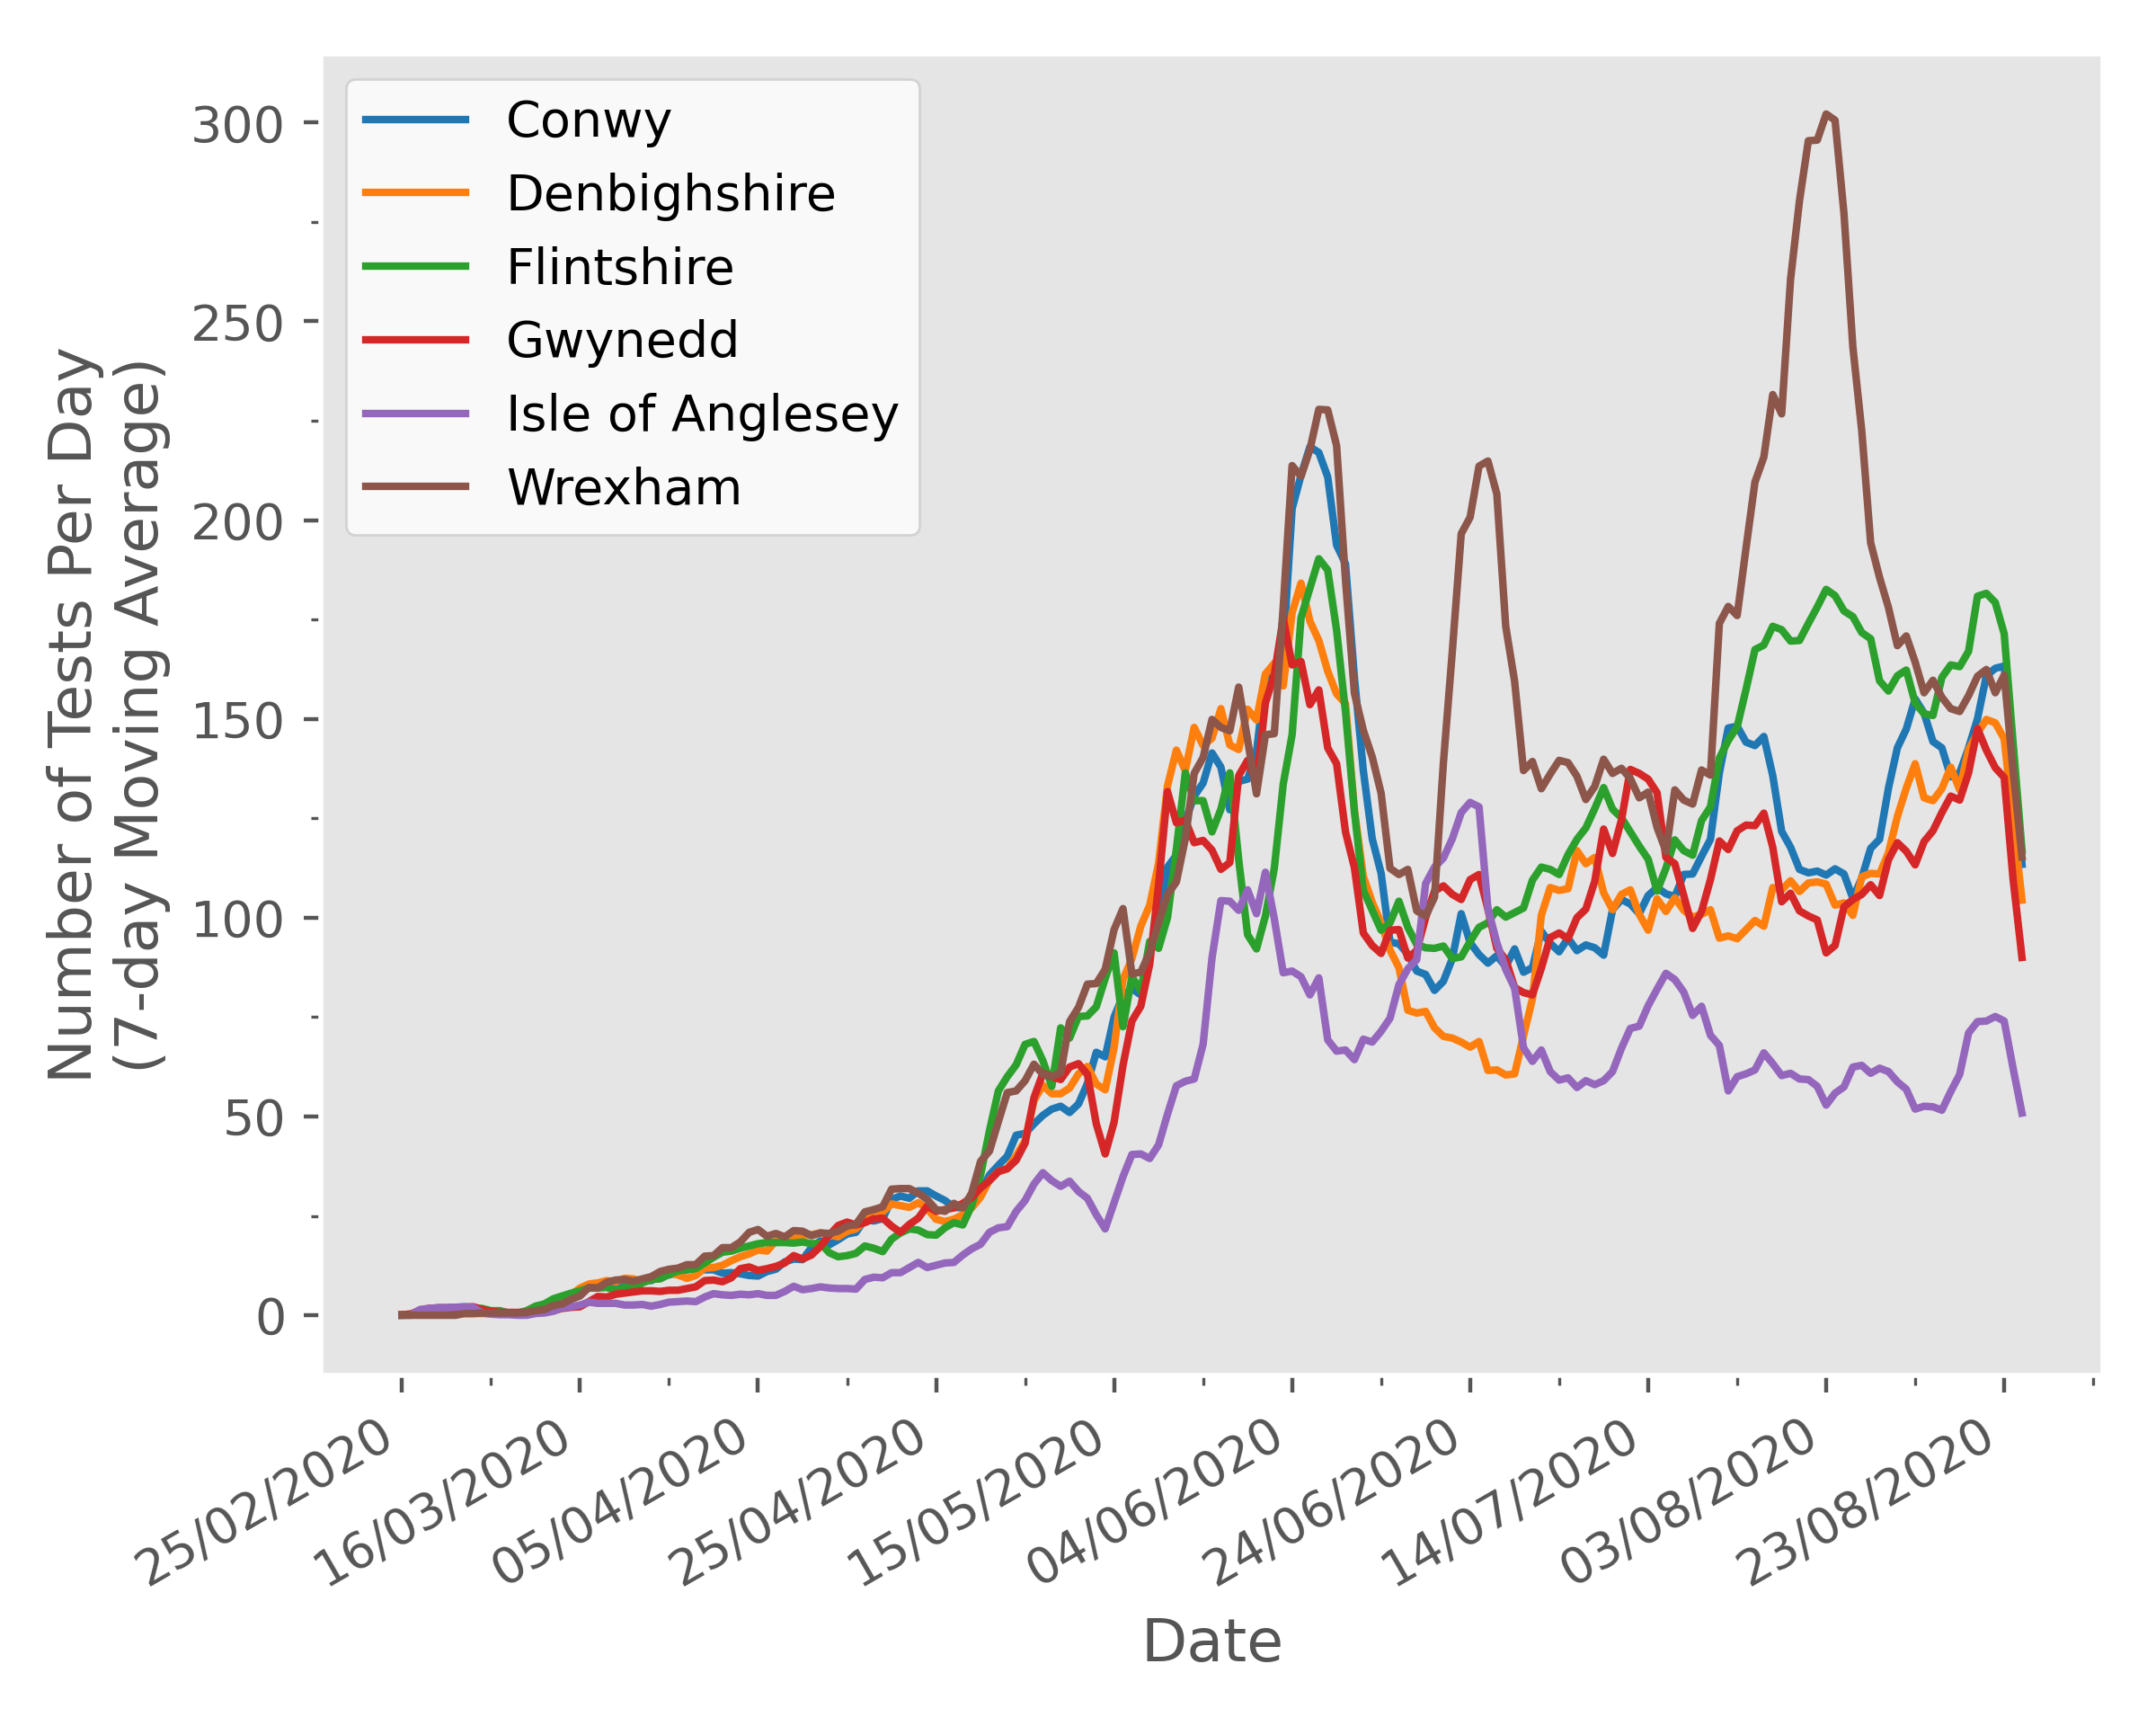 Conwy
Denbighshire
Flintshire
Gwynedd
Isle of Anglesey
Wrexham
300
250
200
150
100
50
0
Number of Tests Per Day
(7-day Moving Average)
25/02/2020
16/03/2020
05/04/2020
25/04/2020
15/05/2020
04/06/2020
24/06/2020
14/07/2020
03/08/2020
23/08/2020
Date